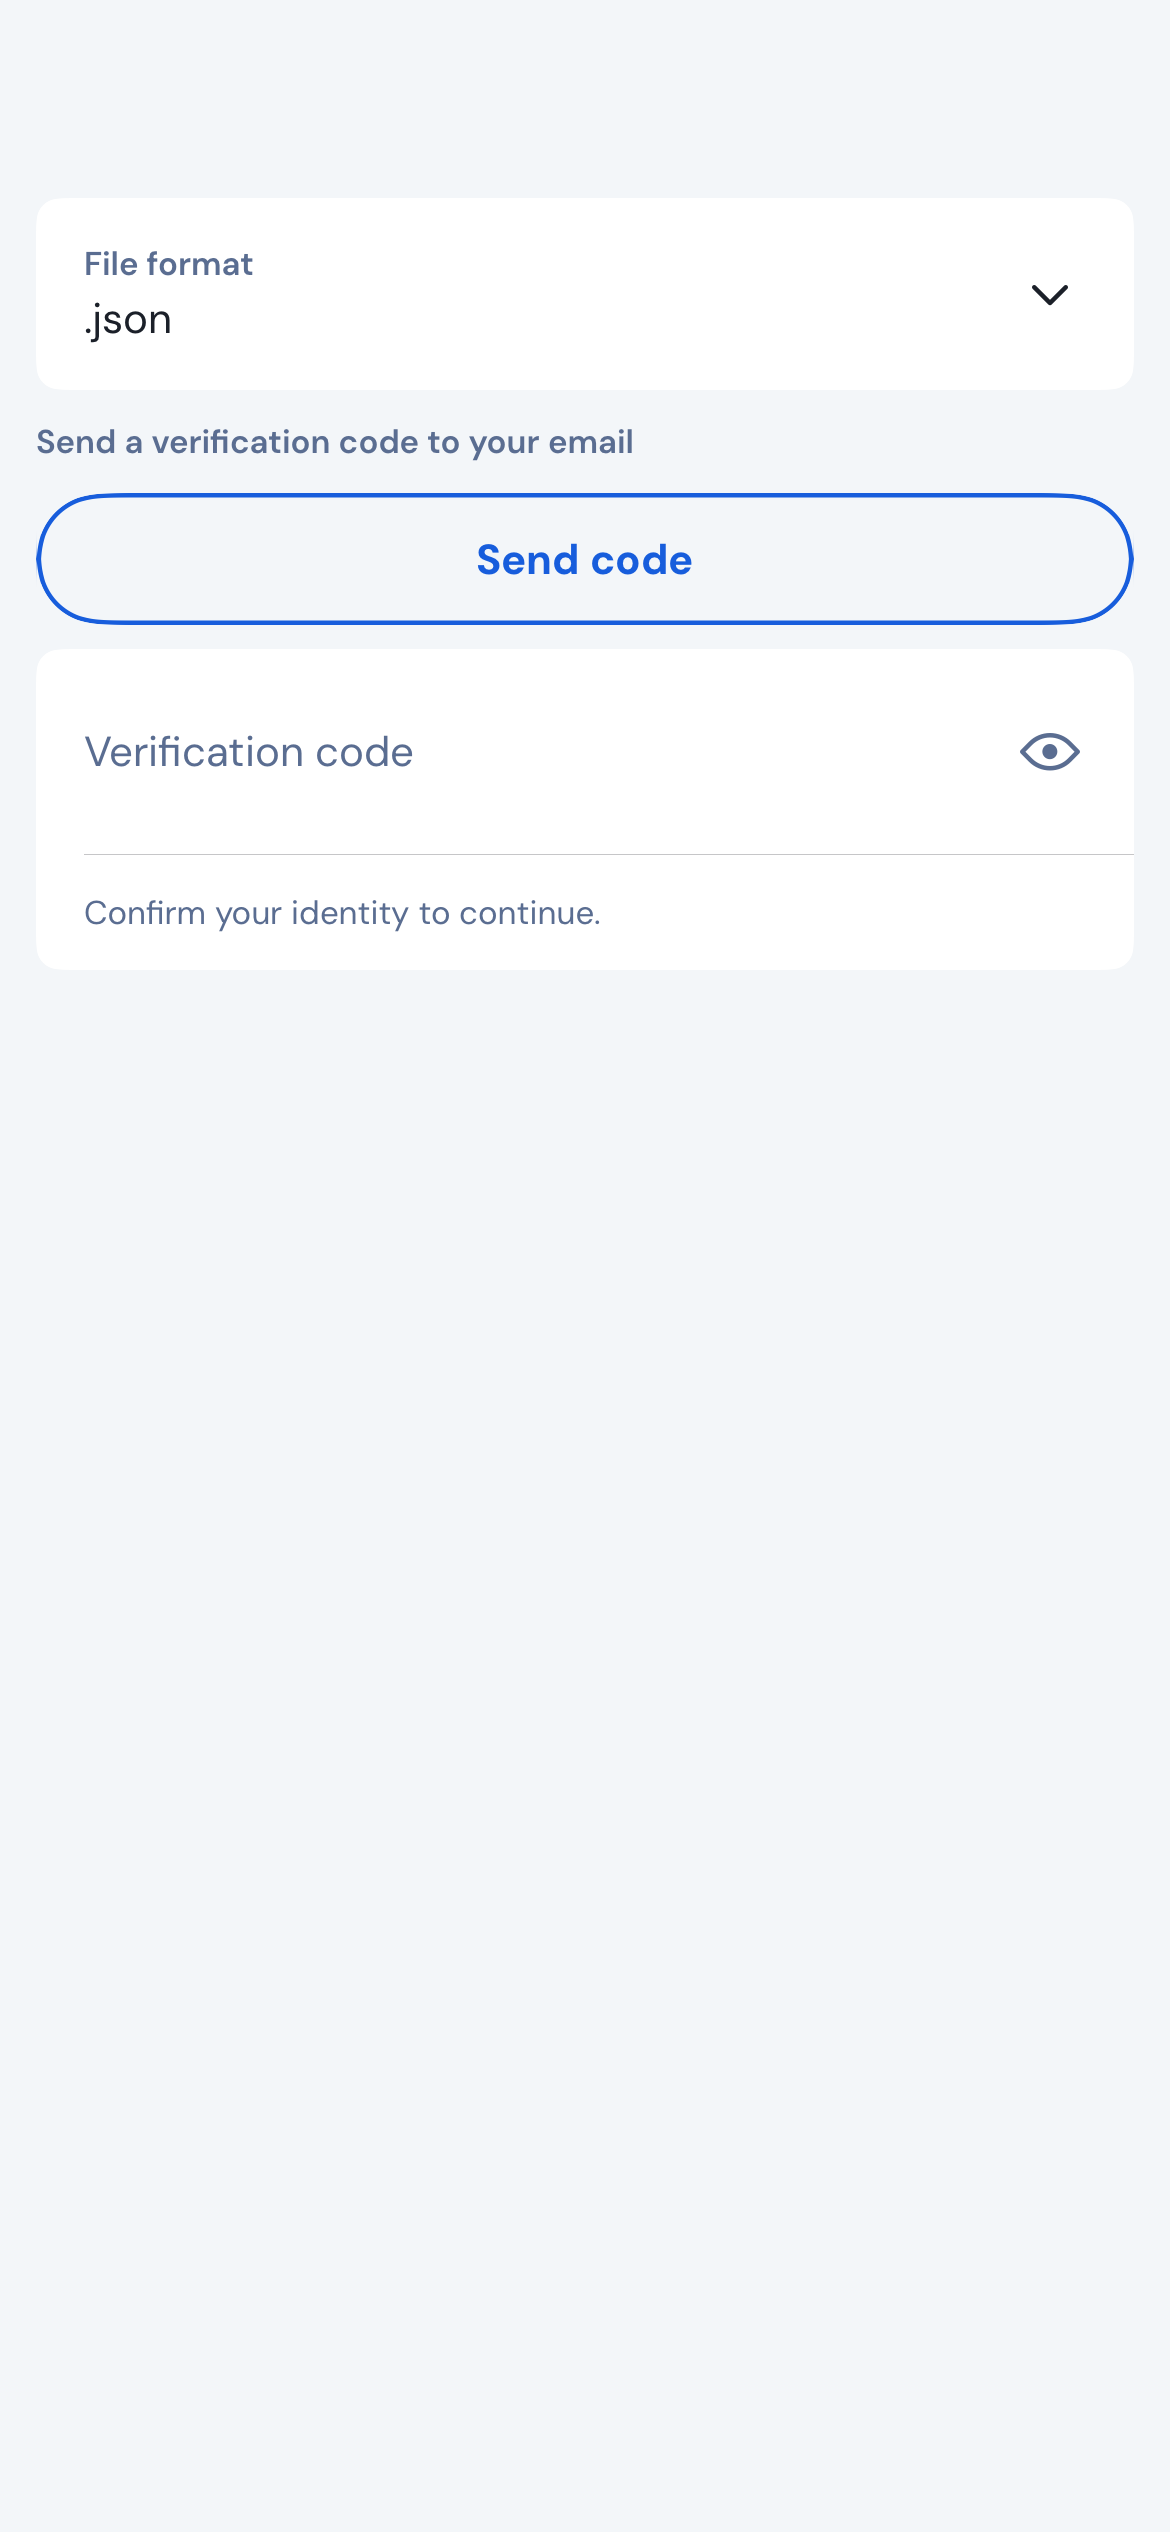 File format
.json
Send a verification code to your email
Send code
Verification code
Confirm your identity to continue.